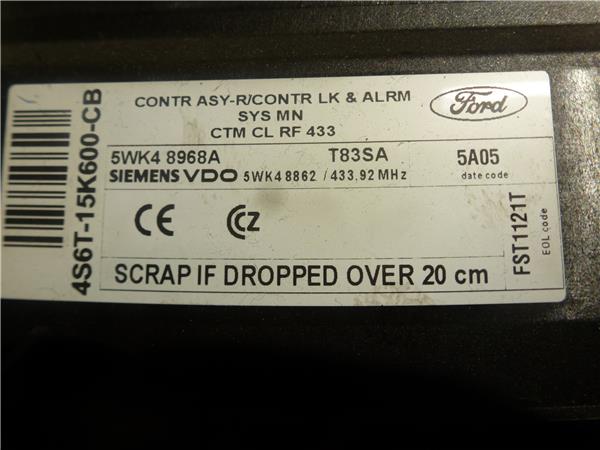 CONTR ASY-R/CONTR LK & ALRM
SYS MN
CTM CL RF 433
Ford
4S6T-15K600-CB
5WK4 8968A T83SA 5A05
SIEMENS VDO 5WK4 8862 / 433,92 MHz date code
CE CCZ
FST1121T
EOL code
SCRAP IF DROPPED OVER 20 cm